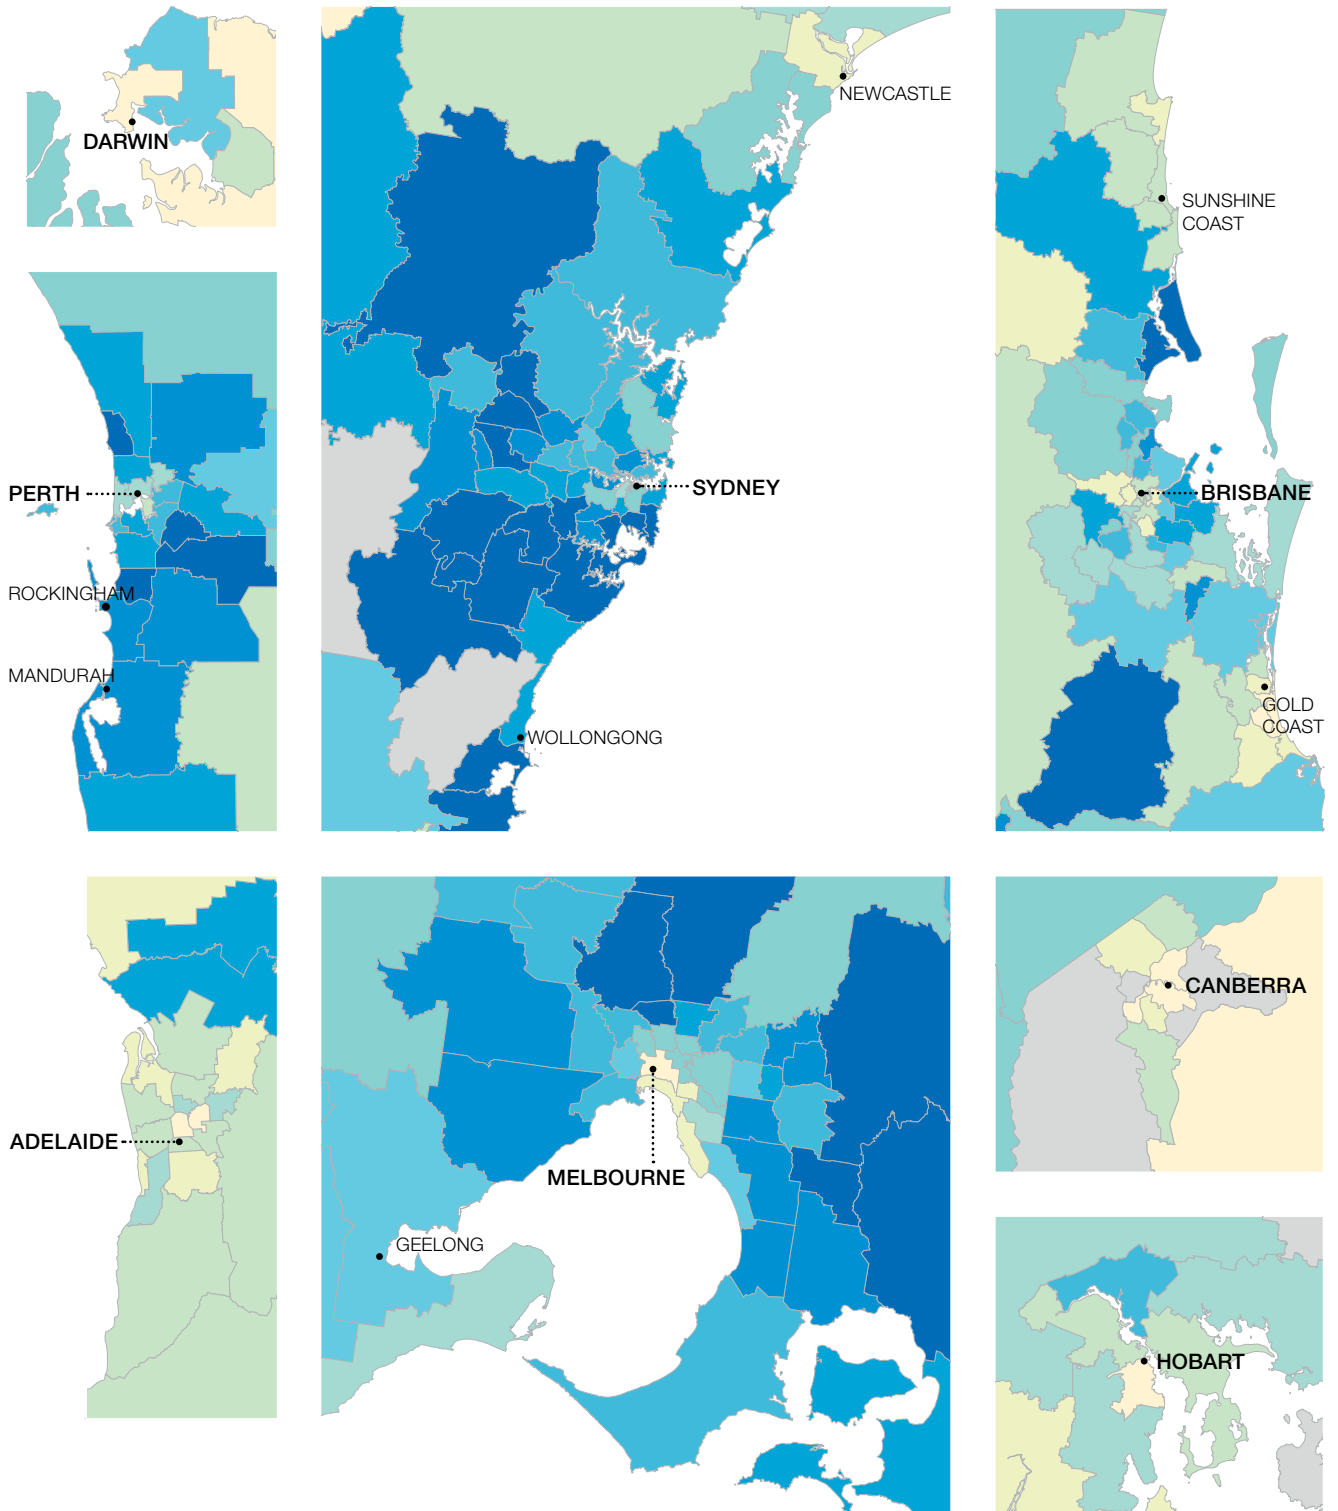 DARWIN
NEWCASTLE
SUNSHINE
COAST
PERTH
SYDNEY
BRISBANE
ROCKINGHAM
MANDURAH
WOLLONGONG
GOLD
COAST
ADELAIDE
MELBOURNE
GEELONG
CANBERRA
HOBART